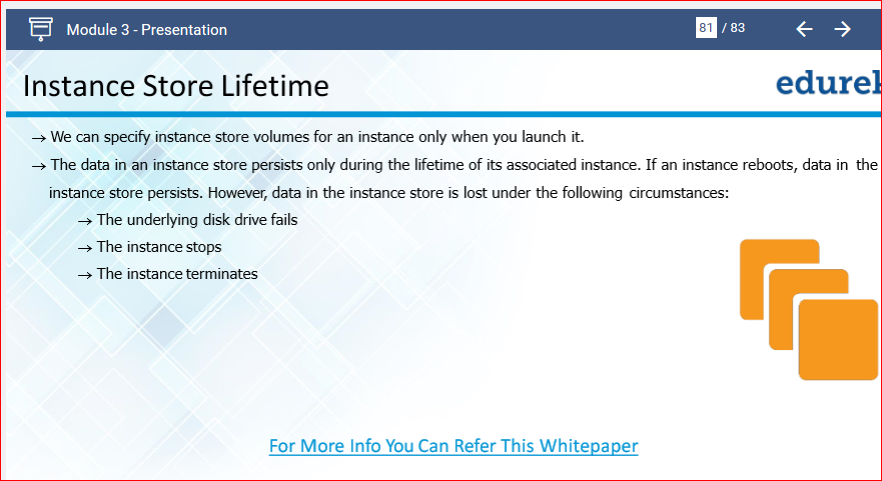 Module 3 - Presentation
81 / 83
Instance Store Lifetime
→ We can specify instance store volumes for an instance only when you launch it.
→ The data in an instance store persists only during the lifetime of its associated instance. If an instance reboots, data in the
instance store persists. However, data in the instance store is lost under the following circumstances:
→ The underlying disk drive fails
→ The instance stops
→ The instance terminates
For More Info You Can Refer This Whitepaper